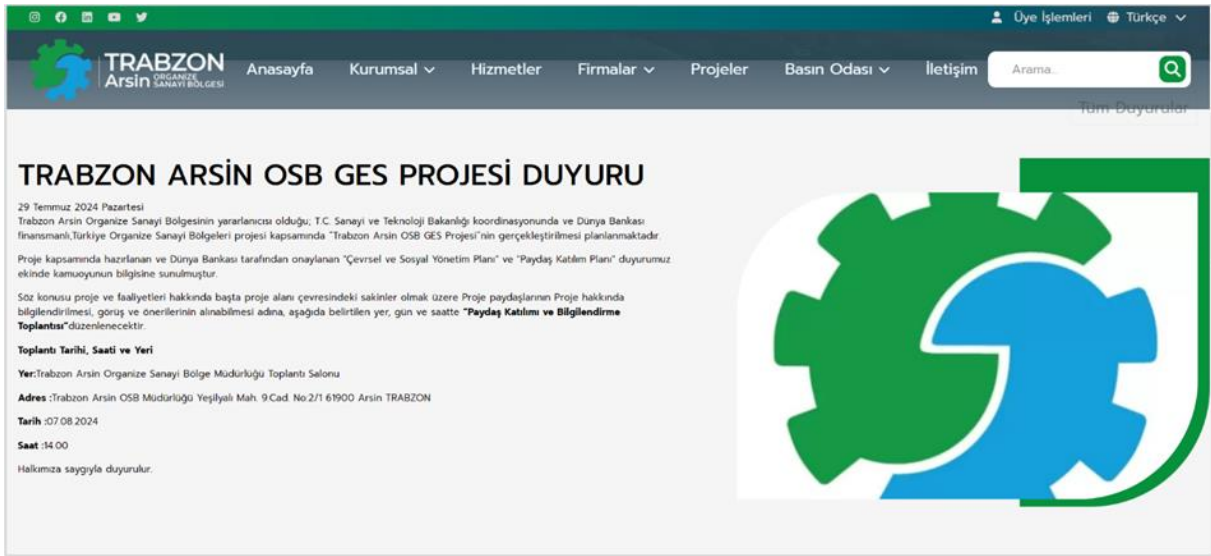 Üye İşlemleri Türkçe
TRABZON
Arsin ORGANİZE
SANAYİ BÖLGESİ
Anasayfa Kurumsal Hizmetler Firmalar Projeler Basın Odası İletişim Arama..
Tüm Duyurular
TRABZON ARSİN OSB GES PROJESİ DUYURU
29 Temmuz 2024 Pazartesi
Trabzon Arsin Organize Sanayi Bölgesinin yararlanıcısı olduğu; T.C. Sanayi ve Teknoloji Bakanlığı koordinasyonunda ve Dünya Bankası
finansmanlı,Türkiye Organize Sanayi Bölgeleri projesi kapsamında "Trabzon Arsin OSB GES Projesi"nin gerçekleştirilmesi planlanmaktadır.
Proje kapsamında hazırlanan ve Dünya Bankası tarafından onaylanan "Çevrsel ve Sosyal Yönetim Planı" ve "Paydaş Katılım Planı" duyurumuz
ekinde kamuoyunun bilgisine sunulmuştur.
Söz konusu proje ve faaliyetleri hakkında başta proje alanı çevresindeki sakinler olmak üzere Proje paydaşlarının Proje hakkında
bilgilendirilmesi, görüş ve önerilerinin alınabilmesi adına, aşağıda belirtilen yer, gün ve saatte "Paydaş Katılımı ve Bilgilendirme
Toplantısı"düzenlenecektir.
Toplantı Tarihi, Saati ve Yeri
Yer:Trabzon Arsin Organize Sanayi Bölge Müdürlüğü Toplantı Salonu
Adres :Trabzon Arsin OSB Müdürlüğü Yeşilyalı Mah. 9.Cad. No:2/1 61900 Arsin TRABZON
Tarih :07.08.2024
Saat :14.00
Halkımıza saygıyla duyurulur.